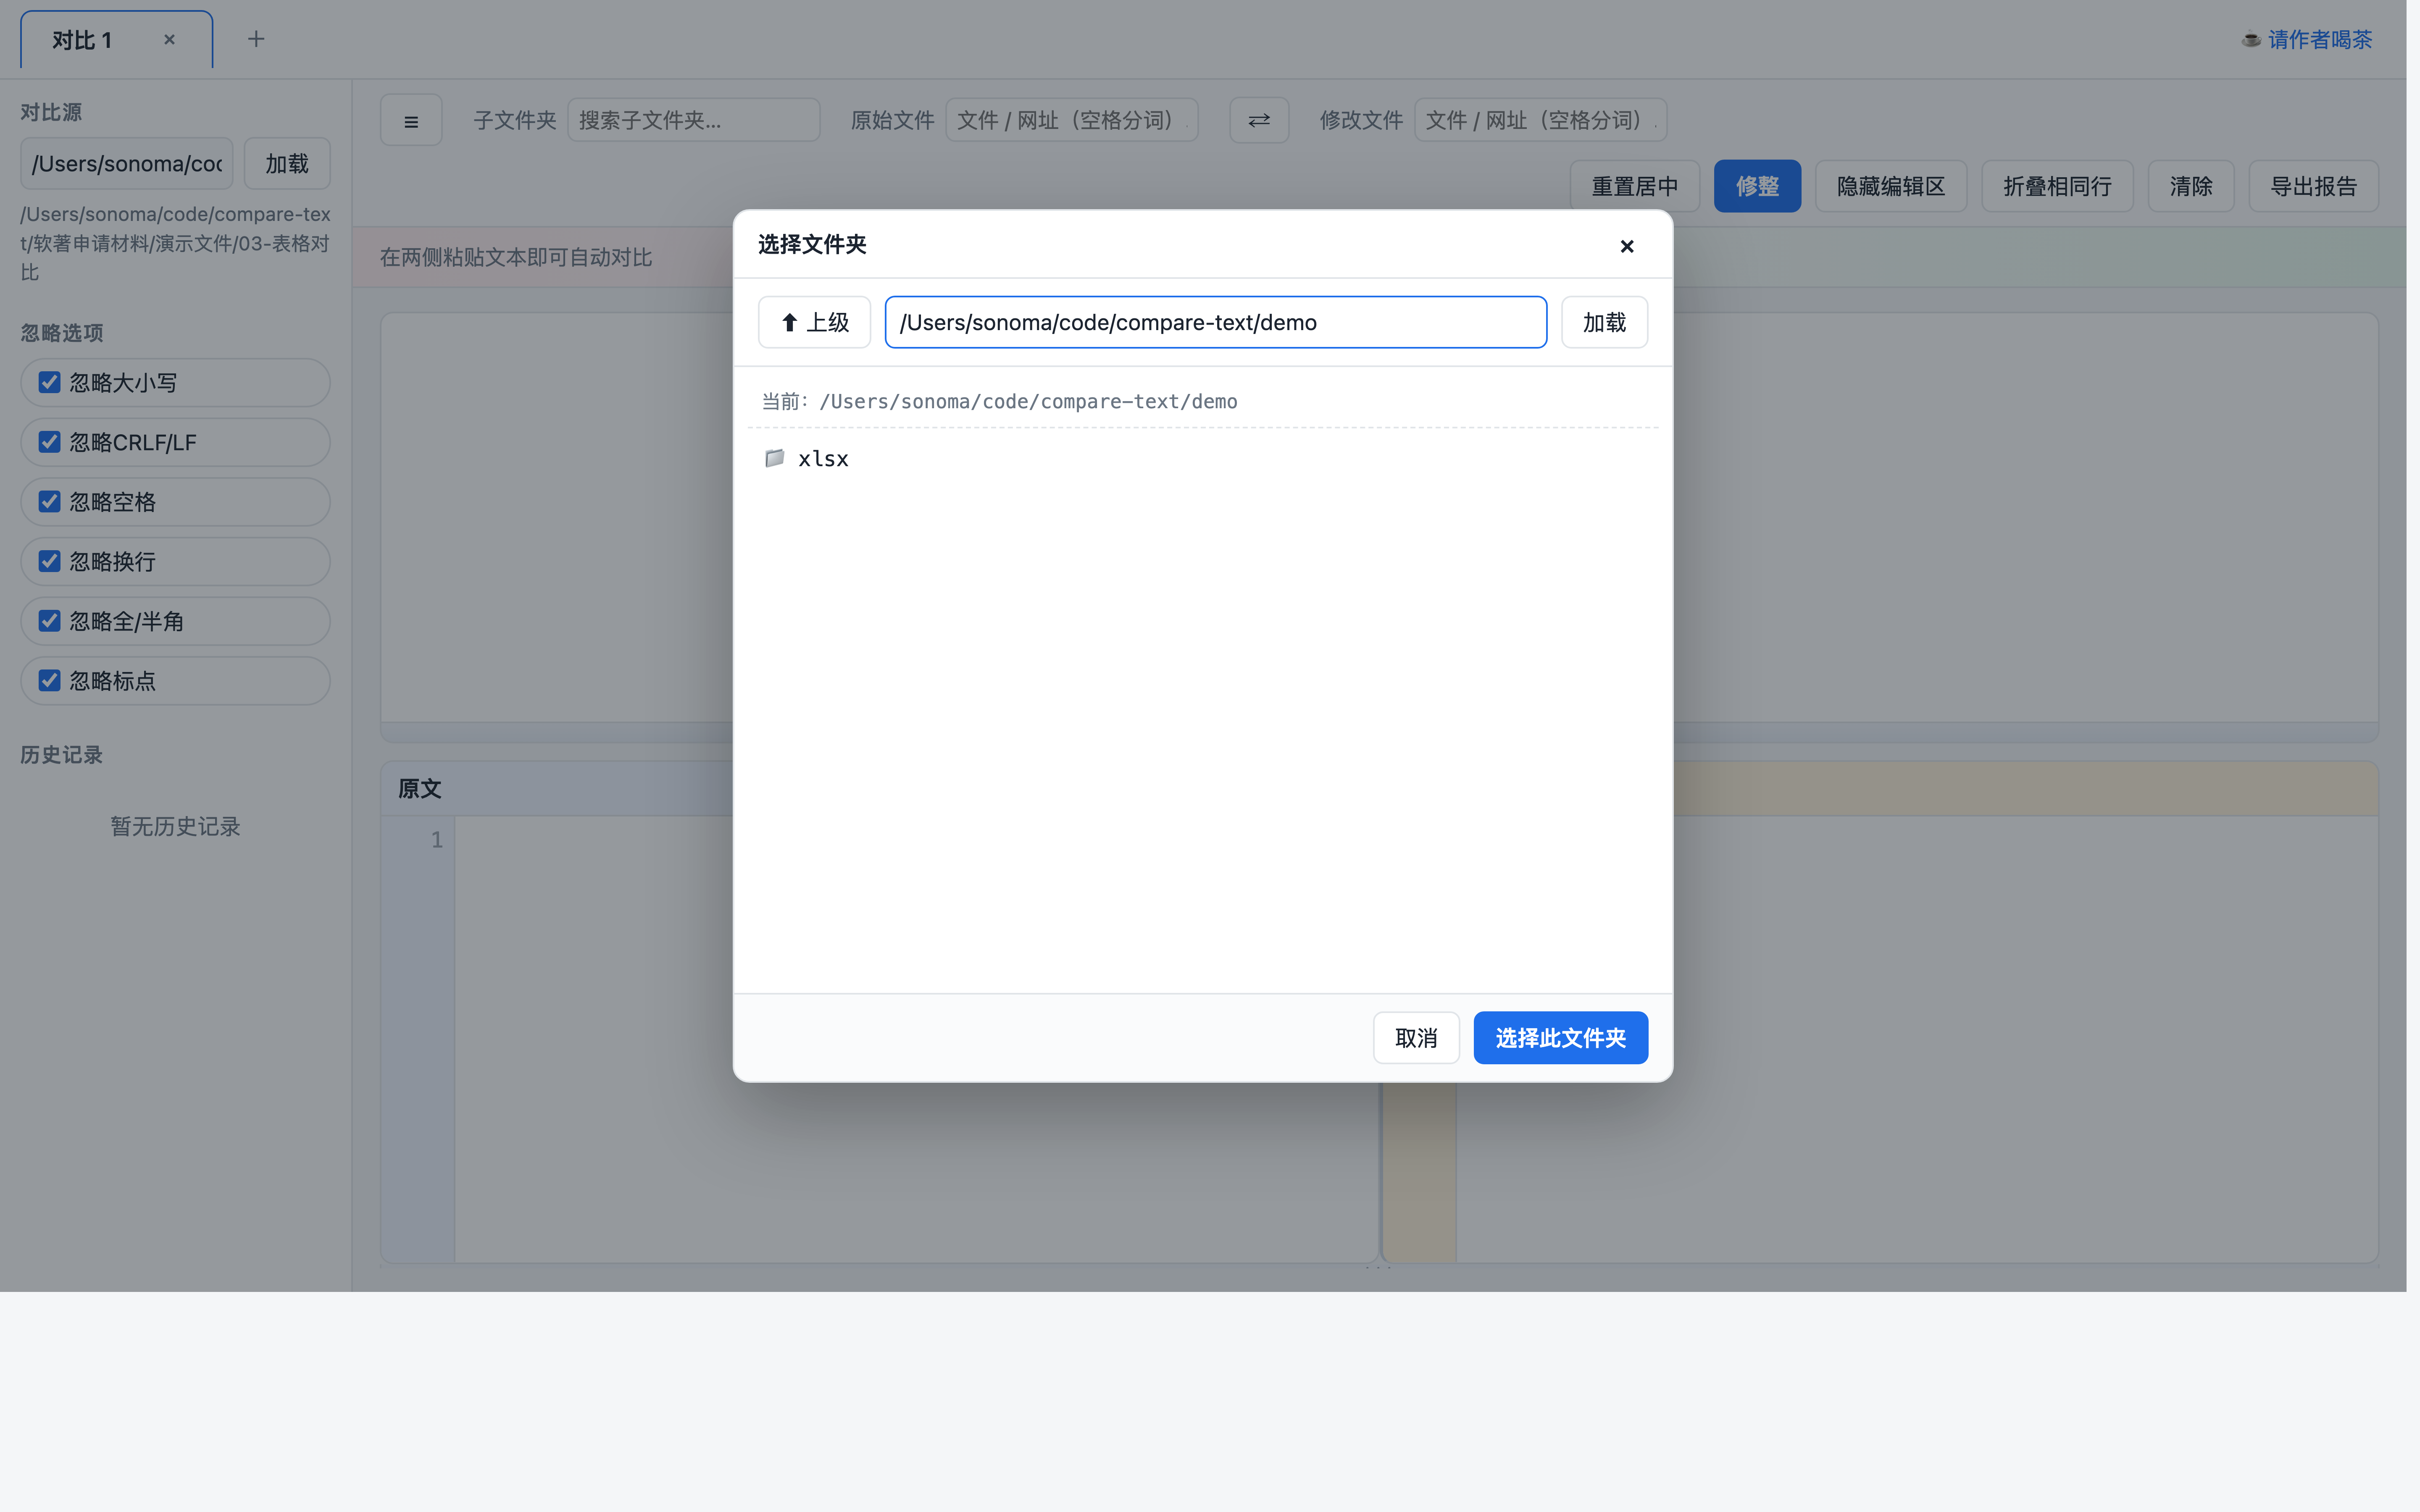 对比 1 × +
☕ 请作者喝茶
对比源
/Users/sonoma/coc 加载
/Users/sonoma/code/compare-tex
t/软著申请材料/演示文件/03-表格对
比
忽略选项
忽略大小写
忽略CRLF/LF
忽略空格
忽略换行
忽略全/半角
忽略标点
历史记录
暂无历史记录
≡ 子文件夹 搜索子文件夹... 原始文件 文件 / 网址（空格分词） ⇄ 修改文件 文件 / 网址（空格分词）
重置居中 修整 隐藏编辑区 折叠相同行 清除 导出报告
在两侧粘贴文本即可自动对比
原文
1
选择文件夹 ×
⬆ 上级 /Users/sonoma/code/compare-text/demo 加载
当前: /Users/sonoma/code/compare-text/demo
xlsx
取消 选择此文件夹